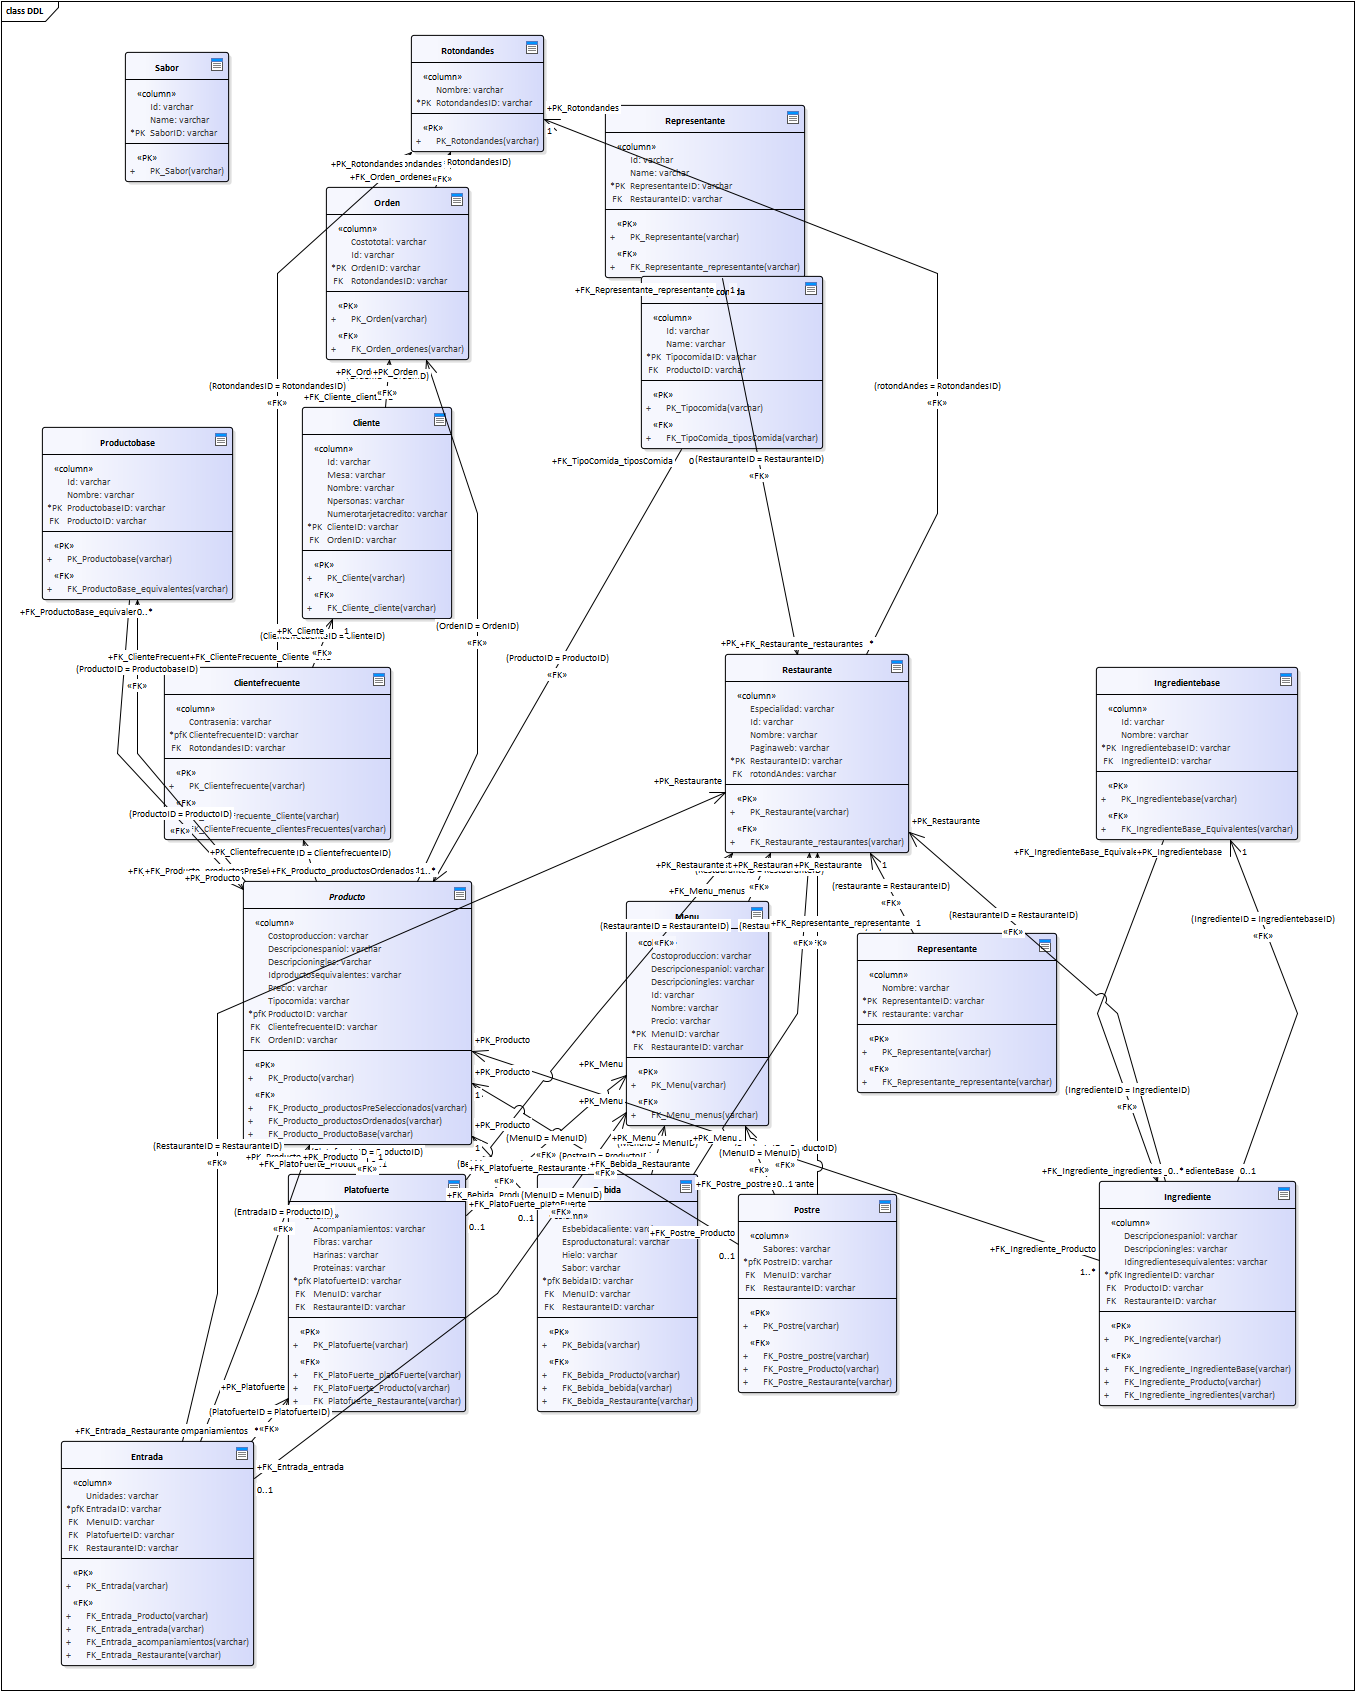 class DDL
Sabor
«column»
Id: varchar
Name: varchar
*PK SaborID: varchar
«PK»
+ PK_Sabor(varchar)
Rotondandes
«column»
Nombre: varchar
*PK RotondandesID: varchar
«PK»
+ PK_Rotondandes(varchar)
+PK_Rotondandes
1
Representante
«column»
Id: varchar
Name: varchar
*PK RepresentanteID: varchar
FK RestauranteID: varchar
«PK»
+ PK_Representante(varchar)
«FK»
+ FK_Representante_representante(varchar)
+PK_Rotondandes
RotondandesID)
+FK_Orden_ordenes
«FK»
Orden
«column»
Costototal: varchar
Id: varchar
*PK OrdenID: varchar
FK RotondandesID: varchar
«PK»
+ PK_Orden(varchar)
«FK»
+ FK_Orden_ordenes(varchar)
+FK_Representante_representante
1
«column»
Id: varchar
Name: varchar
*PK TipocomidaID: varchar
FK ProductoID: varchar
«PK»
+ PK_Tipocomida(varchar)
«FK»
+ FK_TipoComida_tiposComida(varchar)
+PK_Orden
(RotondandesID = RotondandesID)
«FK»
(rotondAndes = RotondandesID)
«FK»
«FK»
Cliente
«column»
Id: varchar
Mesa: varchar
Nombre: varchar
Npersonas: varchar
Numerotarjetacredito: varchar
*PK ClienteID: varchar
FK OrdenID: varchar
«PK»
+ PK_Cliente(varchar)
«FK»
+ FK_Cliente_cliente(varchar)
+FK_TipoComida_tiposComida
(RestauranteID = RestauranteID)
«FK»
Productobase
«column»
Id: varchar
Nombre: varchar
*PK ProductobaseID: varchar
FK ProductoID: varchar
«PK»
+ PK_Productobase(varchar)
«FK»
+ FK_ProductoBase_equivalentes(varchar)
0..*
+PK_Cliente
1
«FK»
(OrdenID = OrdenID)
«FK»
(ProductoID = ProductoID)
«FK»
+FK_ClienteFrecuente_Cliente
(ProductoID = ProductobaseID)
«FK»
+FK_Restaurante_restaurantes
*
Clientefrecuente
«column»
Contrasenia: varchar
*pfK ClientefrecuenteID: varchar
FK RotondandesID: varchar
«PK»
+ PK_Clientefrecuente(varchar)
«FK»
(ProductoID = ProductoID)
«FK»
Restaurante
«column»
Especialidad: varchar
Id: varchar
Nombre: varchar
Paginaweb: varchar
*PK RestauranteID: varchar
FK rotondAndes: varchar
«PK»
+ PK_Restaurante(varchar)
«FK»
+ FK_Restaurante_restaurantes(varchar)
+PK_Restaurante
+PK_Restaurante
Ingredientebase
«column»
Id: varchar
Nombre: varchar
*PK IngredientebaseID: varchar
FK IngredienteID: varchar
«PK»
+ PK_Ingredientebase(varchar)
«FK»
+ FK_IngredienteBase_Equivalentes(varchar)
+PK_Ingredientebase
1
+PK_Clientefrecuente
+FK_Producto_productosOrdenados
+PK_Producto
+PK_Restaurante
1
(restaurante = RestauranteID)
«FK»
+FK_Menu_menus
«FK»
Producto
«column»
Costoproduccion: varchar
Descripcionespaniol: varchar
Descripcioningles: varchar
Idproductosequivalentes: varchar
Precio: varchar
Tipocomida: varchar
*pfK ProductoID: varchar
FK ClientefrecuenteID: varchar
FK OrdenID: varchar
«PK»
+ PK_Producto(varchar)
«FK»
+ FK_Producto_productosPreSeleccionados(varchar)
+ FK_Producto_productosOrdenados(varchar)
+ FK_Producto_ProductoBase(varchar)
Menu
(RestauranteID = RestauranteID)
«FK»
Costoproduccion: varchar
Descripcionespaniol: varchar
Descripcioningles: varchar
Id: varchar
Nombre: varchar
Precio: varchar
*PK MenuID: varchar
FK RestauranteID: varchar
«PK»
+ PK_Menu(varchar)
«FK»
+ FK_Menu_menus(varchar)
+FK_Representante_representante 1
«FK»
(RestauranteID = RestauranteID)
«FK»
(IngredienteID = IngredientebaseID)
«FK»
Representante
«column»
Nombre: varchar
*PK RepresentanteID: varchar
*FK restaurante: varchar
«PK»
+ PK_Representante(varchar)
«FK»
+ FK_Representante_representante(varchar)
+PK_Producto
+PK_Producto
1
+PK_Producto
1
+PK_Menu
+PK_Menu
+PK_Menu
+PK_Menu
(IngredienteID = IngredienteID)
«FK»
(RestauranteID = RestauranteID)
«FK»
+PK_Producto
(MenuID = MenuID)
«FK»
(MenuID = MenuID)
«FK»
+FK_Platofuerte_Restaurante
+FK_Bebida_Restaurante
«FK»
(MenuID = MenuID)
+FK_PlatoFuerte_platoFuerte
0..1
0..1
0..1
+FK_Ingrediente_ingredientes
0..*
0..1
Platofuerte
Acompaniamientos: varchar
Fibras: varchar
Harinas: varchar
Proteinas: varchar
*pfK PlatofuerteID: varchar
FK MenuID: varchar
FK RestauranteID: varchar
«PK»
+ PK_Platofuerte(varchar)
«FK»
+ FK_PlatoFuerte_platoFuerte(varchar)
+ FK_PlatoFuerte_Producto(varchar)
+ FK_Platofuerte_Restaurante(varchar)
(EntradaID = ProductoID)
«FK»
«FK»
Esproductonatural: varchar
Hielo: varchar
Sabor: varchar
*pfK BebidaID: varchar
FK MenuID: varchar
FK RestauranteID: varchar
«PK»
+ PK_Bebida(varchar)
«FK»
+ FK_Bebida_Producto(varchar)
+ FK_Bebida_bebida(varchar)
+ FK_Bebida_Restaurante(varchar)
+FK_Postre_Producto
0..1
Postre
«column»
Sabores: varchar
*pfK PostreID: varchar
FK MenuID: varchar
FK RestauranteID: varchar
«PK»
+ PK_Postre(varchar)
«FK»
+ FK_Postre_postre(varchar)
+ FK_Postre_Producto(varchar)
+ FK_Postre_Restaurante(varchar)
+FK_Ingrediente_Producto
1..*
Ingrediente
«column»
Descripcionespaniol: varchar
Descripcioningles: varchar
Idingredientesequivalentes: varchar
*pfK IngredienteID: varchar
FK ProductoID: varchar
FK RestauranteID: varchar
«PK»
+ PK_Ingrediente(varchar)
«FK»
+ FK_Ingrediente_IngredienteBase(varchar)
+ FK_Ingrediente_Producto(varchar)
+ FK_Ingrediente_ingredientes(varchar)
+PK_Platofuerte
(PlatofuerteID = PlatofuerteID)
«FK»
+FK_Entrada_Restaurante
Entrada
«column»
Unidades: varchar
*pfK EntradaID: varchar
FK MenuID: varchar
FK PlatofuerteID: varchar
FK RestauranteID: varchar
«PK»
+ PK_Entrada(varchar)
«FK»
+ FK_Entrada_Producto(varchar)
+ FK_Entrada_entrada(varchar)
+ FK_Entrada_acompaniamientos(varchar)
+ FK_Entrada_Restaurante(varchar)
+FK_Entrada_entrada
0..1